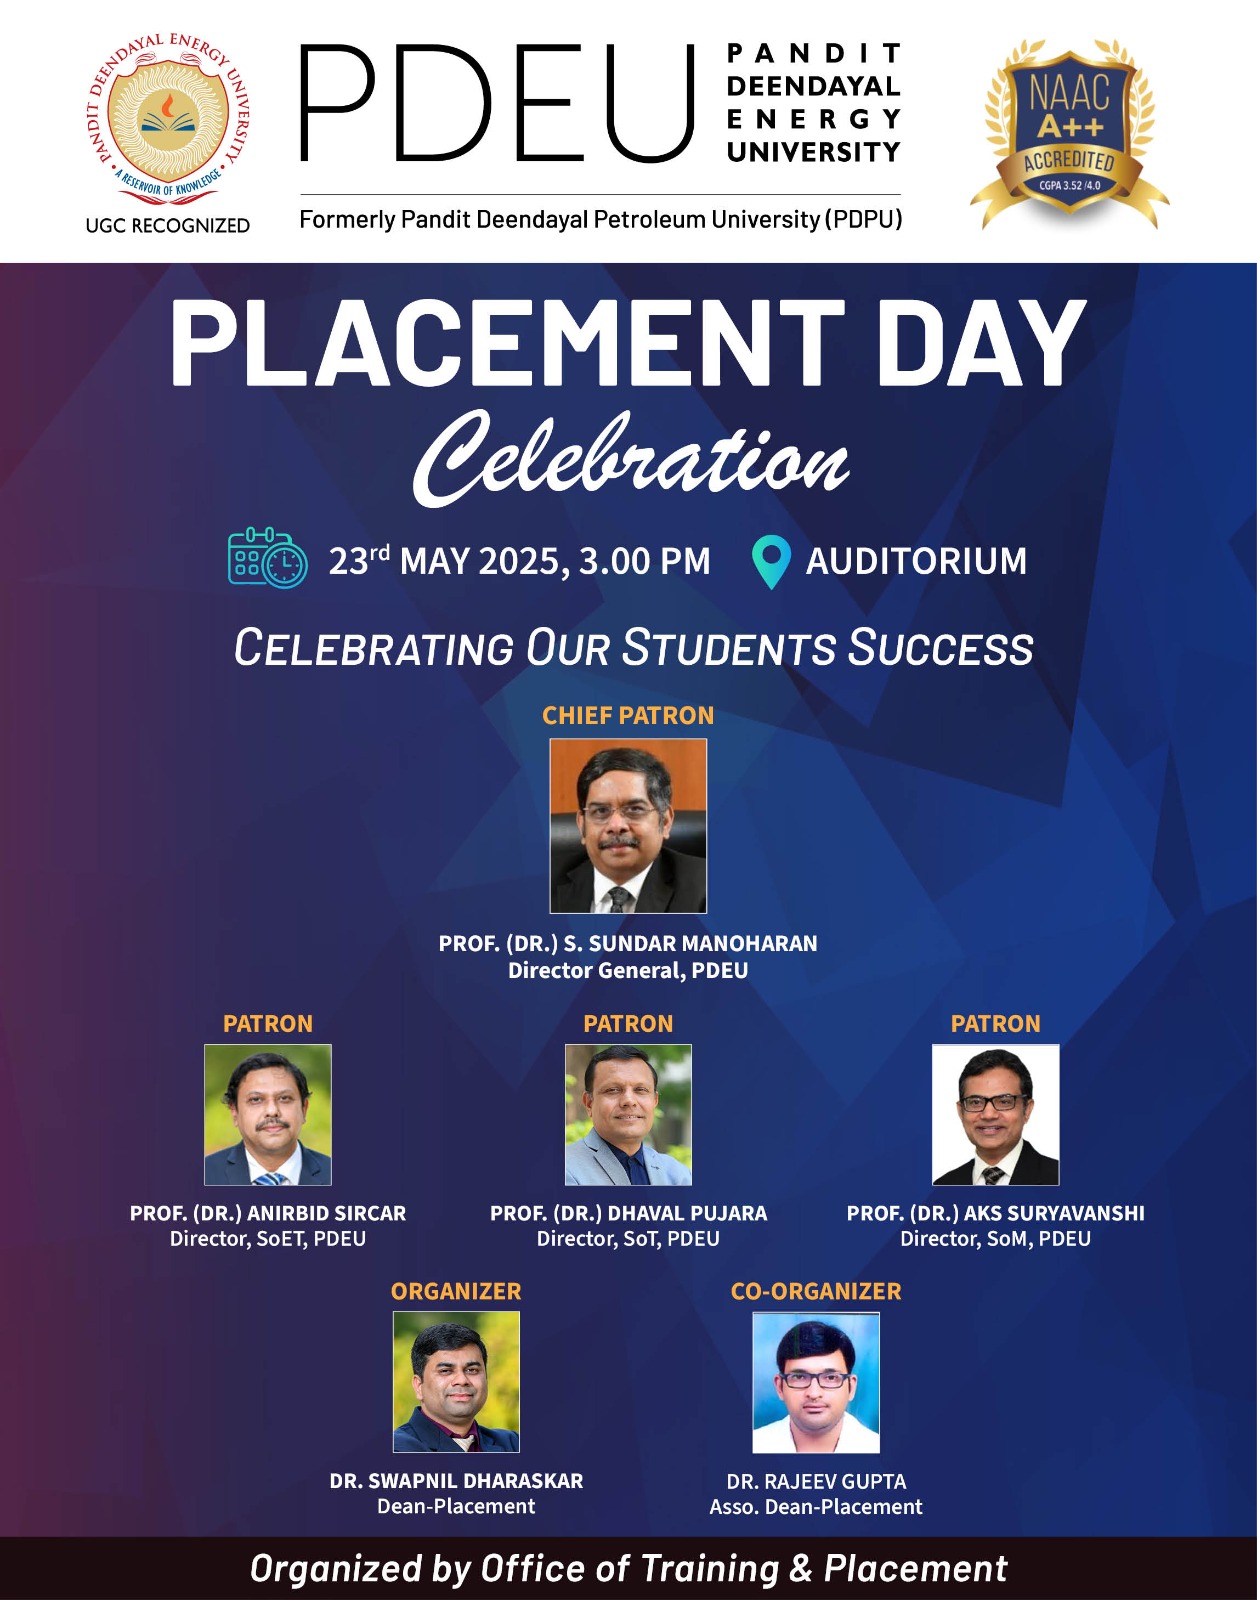 PANDIT DEENDAYAL ENERGY UNIVERSITY
• A RESERVOIR OF KNOWLEDGE •
UGC RECOGNIZED
PDEU
PANDIT
DEENDAYAL
ENERGY
UNIVERSITY
Formerly Pandit Deendayal Petroleum University (PDPU)
NAAC
A++
ACCREDITED
CGPA 3.52 /4.0
PLACEMENT DAY
Celebration
23rd MAY 2025, 3.00 PM
AUDITORIUM
CELEBRATING OUR STUDENTS SUCCESS
CHIEF PATRON
PROF. (DR.) S. SUNDAR MANOHARAN
Director General, PDEU
PATRON
PROF. (DR.) ANIRBID SIRCAR
Director, SoET, PDEU
PATRON
PROF. (DR.) DHAVAL PUJARA
Director, SoT, PDEU
PATRON
PROF. (DR.) AKS SURYAVANSHI
Director, SoM, PDEU
ORGANIZER
DR. SWAPNIL DHARASKAR
Dean-Placement
CO-ORGANIZER
DR. RAJEEV GUPTA
Asso. Dean-Placement
Organized by Office of Training & Placement